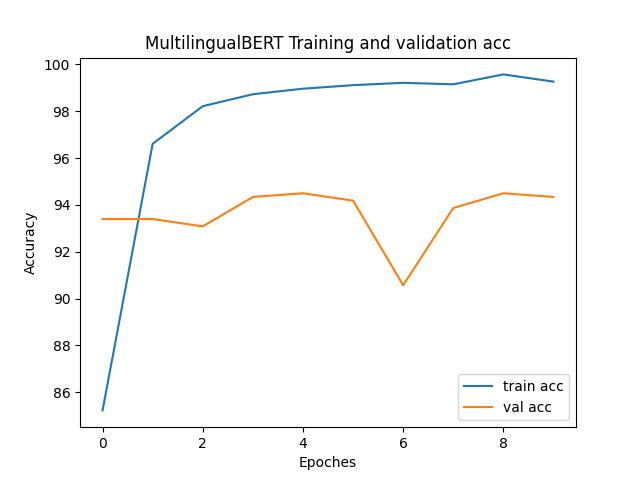 MultilingualBERT Training and validation acc
100
98
96
94
92
90
88
86
Accuracy
train acc
val acc
0 2 4 6 8
Epoches